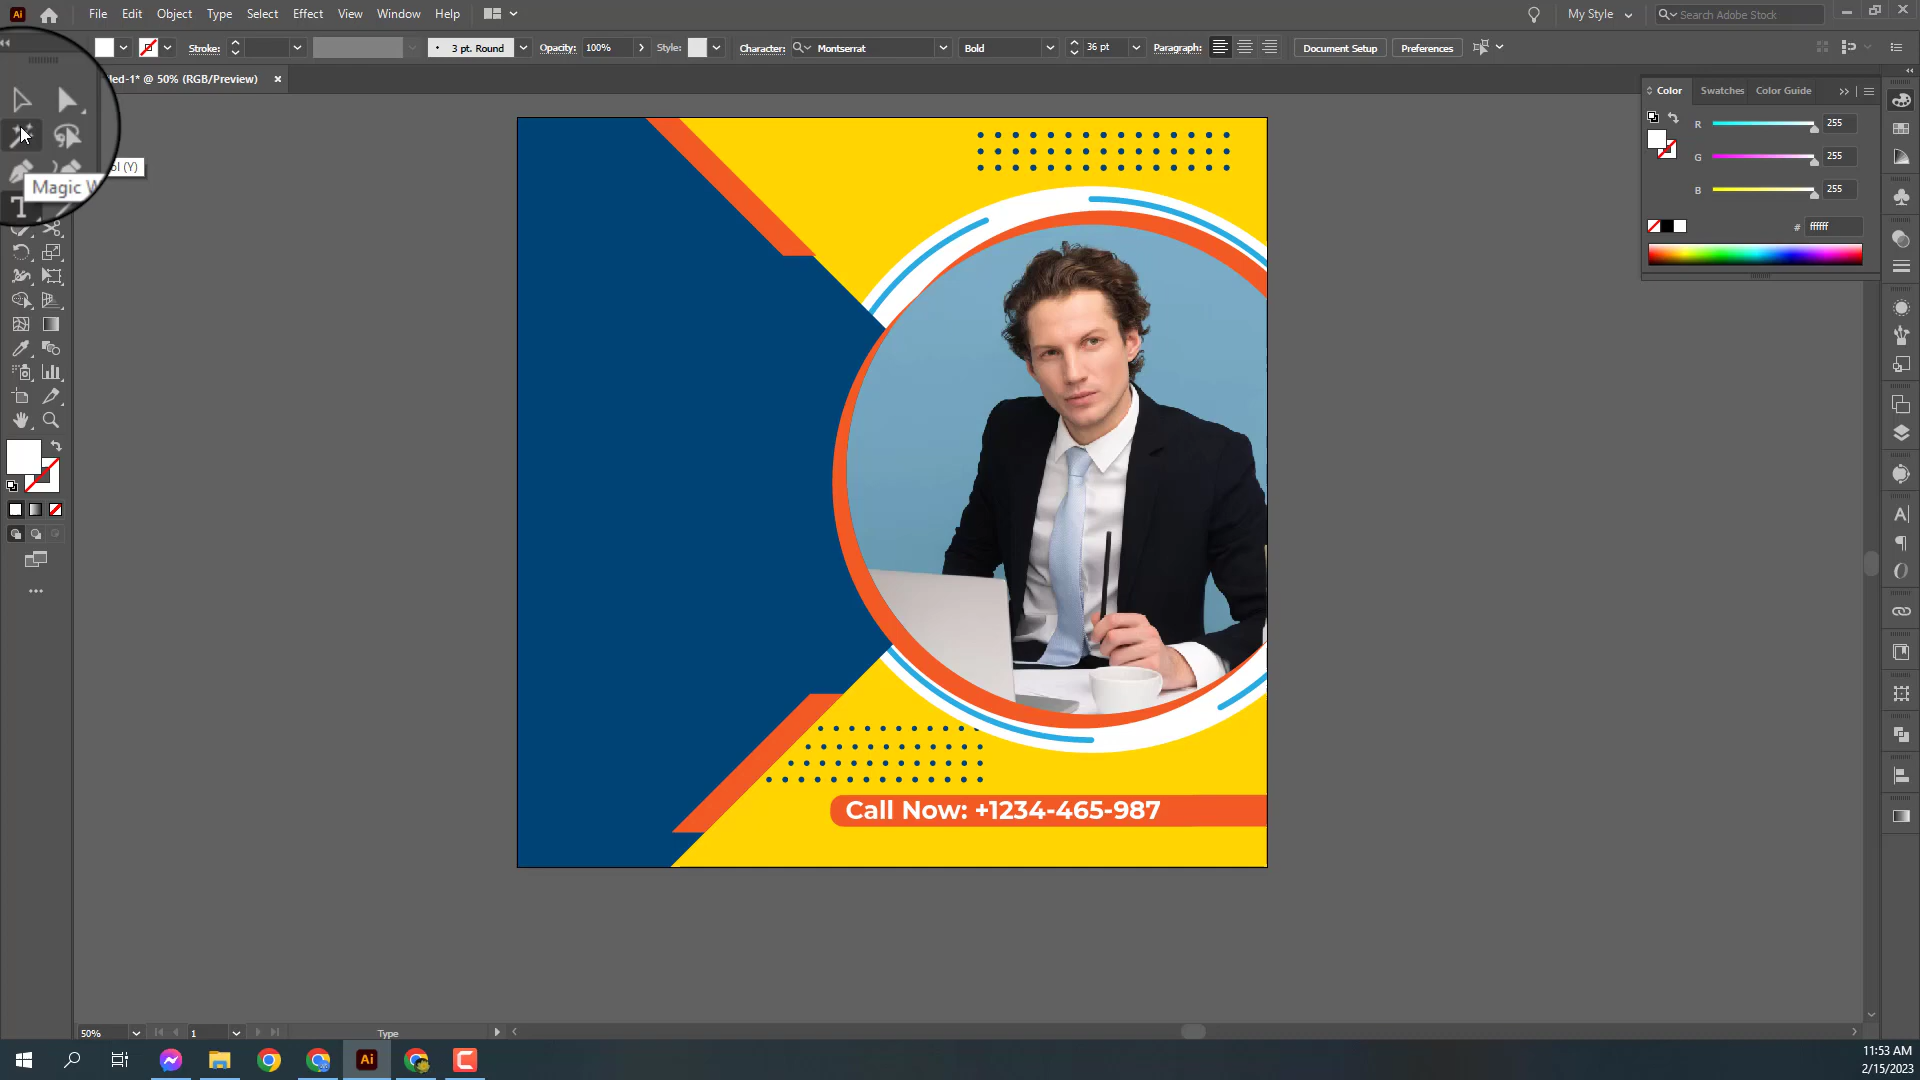 Ai File Edit Object Type Select Effect View Window Help My Style Search Adobe Stock
Stroke: 3 pt. Round Opacity: 100% Style: Character: Montserrat Bold 36 pt Paragraph: Document Setup Preferences
led-1* @ 50% (RGB/Preview)
Color Swatches Color Guide
R 255
G 255
B 255
# ffffff
ol (Y)
Magic W
T
Call Now: +1234-465-987
50% 1 Type
Ai
11:53 AM
2/15/2023